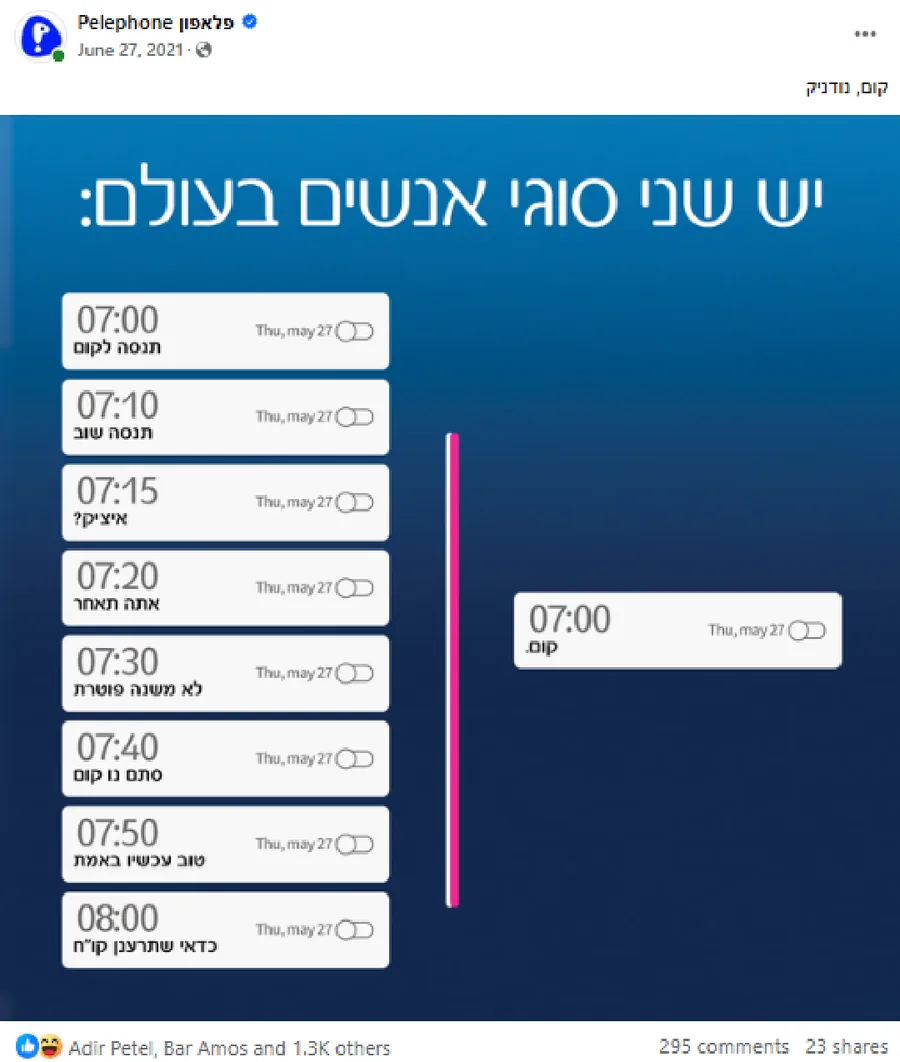 Pelephone פלאפון
June 27, 2021 ·
קום, נודניק
יש שני סוגי אנשים בעולם:
07:00
Thu, may 27
תנסה לקום
07:10
Thu, may 27
תנסה שוב
07:15
Thu, may 27
איציק?
07:20
Thu, may 27
אתה תאחר
07:30
Thu, may 27
לא משנה פוטרת
07:40
Thu, may 27
סתם נו קום
07:50
Thu, may 27
טוב עכשיו באמת
08:00
Thu, may 27
כדאי שתרענן קו"ח
07:00
Thu, may 27
קום.
Adir Petel, Bar Amos and 1.3K others
295 comments 23 shares